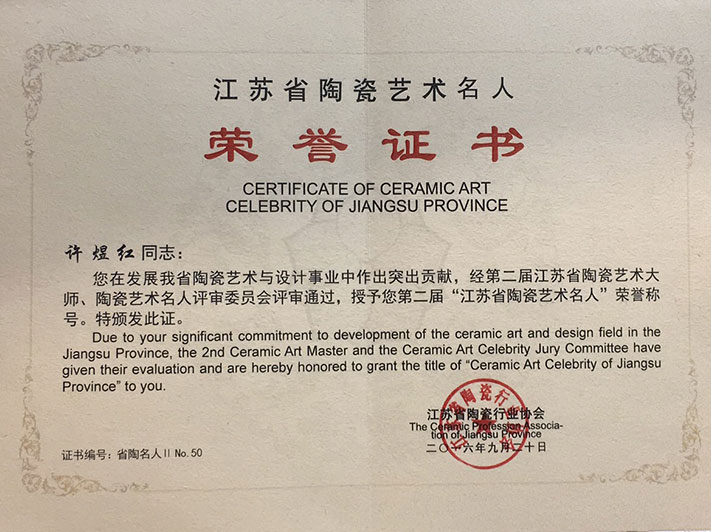 江苏省陶瓷艺术名人
荣誉证书
CERTIFICATE OF CERAMIC ART
CELEBRITY OF JIANGSU PROVINCE
许煜红同志：
您在发展我省陶瓷艺术与设计事业中作出突出贡献，经第二届江苏省陶瓷艺术大
师、陶瓷艺术名人评审委员会评审通过，授予您第二届“江苏省陶瓷艺术名人”荣誉称
号。特颁发此证。
Due to your significant commitment to development of the ceramic art and design field in the
Jiangsu Province, the 2nd Ceramic Art Master and the Ceramic Art Celebrity Jury Committee have
given their evaluation and are hereby honored to grant the title of “Ceramic Art Celebrity of Jiangsu
Province” to you.
江苏省陶瓷行业协会
The Ceramic Profession Associa-
tion of Jiangsu Province
二〇一六年九月二十日
证书编号：省陶名人II No.50
江苏省陶瓷行业协会